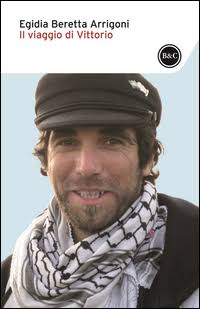 Egidia Beretta Arrigoni
Il viaggio di Vittorio
B&C